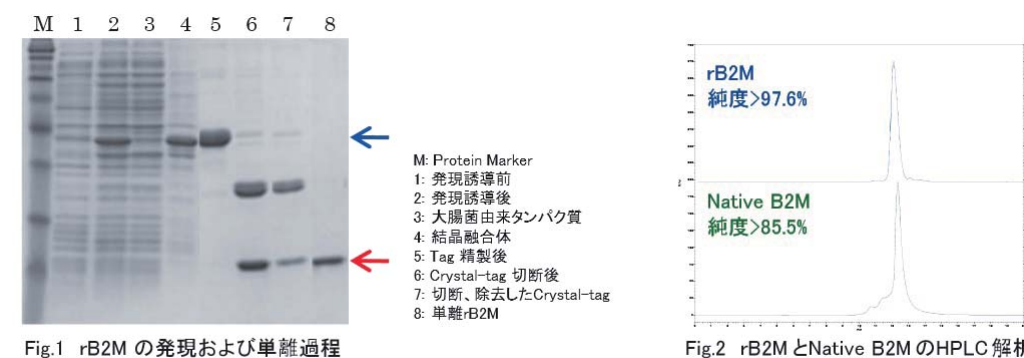 M 1 2 3 4 5 6 7 8
M: Protein Marker
1: 発現誘導前
2: 発現誘導後
3: 大腸菌由来タンパク質
4: 結晶融合体
5: Tag 精製後
6: Crystal-tag 切断後
7: 切断、除去したCrystal-tag
8: 単離rB2M
Fig.1 rB2M の発現および単離過程
rB2M
純度>97.6%
Native B2M
純度>85.5%
Fig.2 rB2M とNative B2M のHPLC 解析